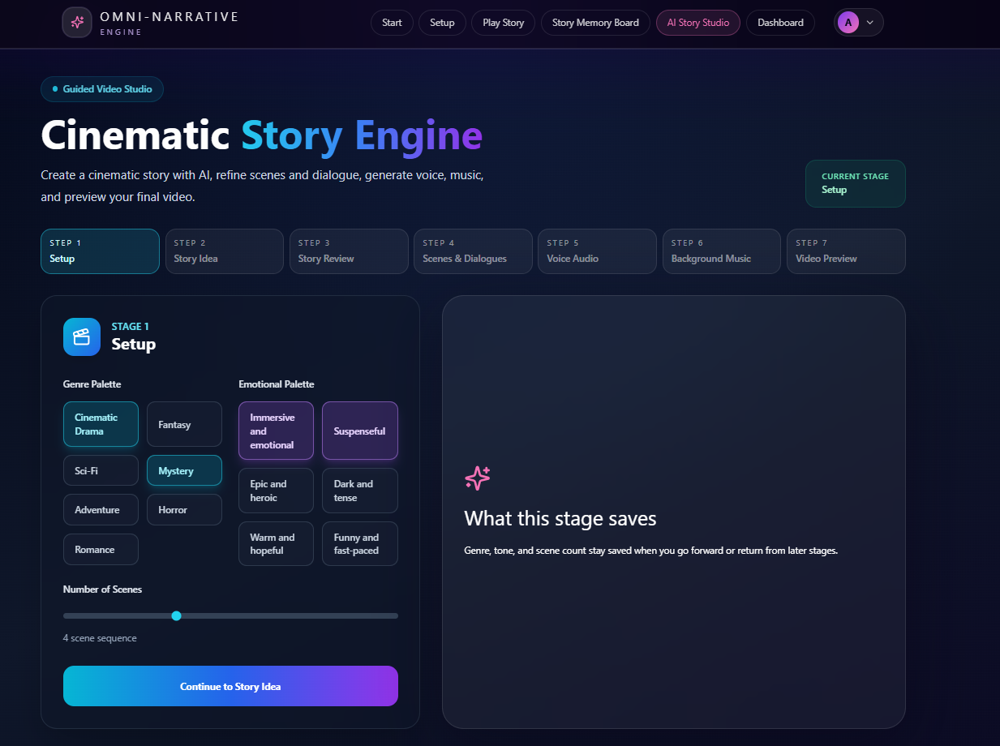 OMNI-NARRATIVE
ENGINE
Start
Setup
Play Story
Story Memory Board
AI Story Studio
Dashboard
A
Guided Video Studio
Cinematic Story Engine
Create a cinematic story with AI, refine scenes and dialogue, generate voice, music,
and preview your final video.
CURRENT STAGE
Setup
STEP 1
Setup
STEP 2
Story Idea
STEP 3
Story Review
STEP 4
Scenes & Dialogues
STEP 5
Voice Audio
STEP 6
Background Music
STEP 7
Video Preview
STAGE 1
Setup
Genre Palette
Cinematic
Drama
Fantasy
Sci-Fi
Mystery
Adventure
Horror
Romance
Emotional Palette
Immersive
and
emotional
Suspenseful
Epic and
heroic
Dark and
tense
Warm and
hopeful
Funny and
fast-paced
Number of Scenes
4 scene sequence
Continue to Story Idea
What this stage saves
Genre, tone, and scene count stay saved when you go forward or return from later stages.